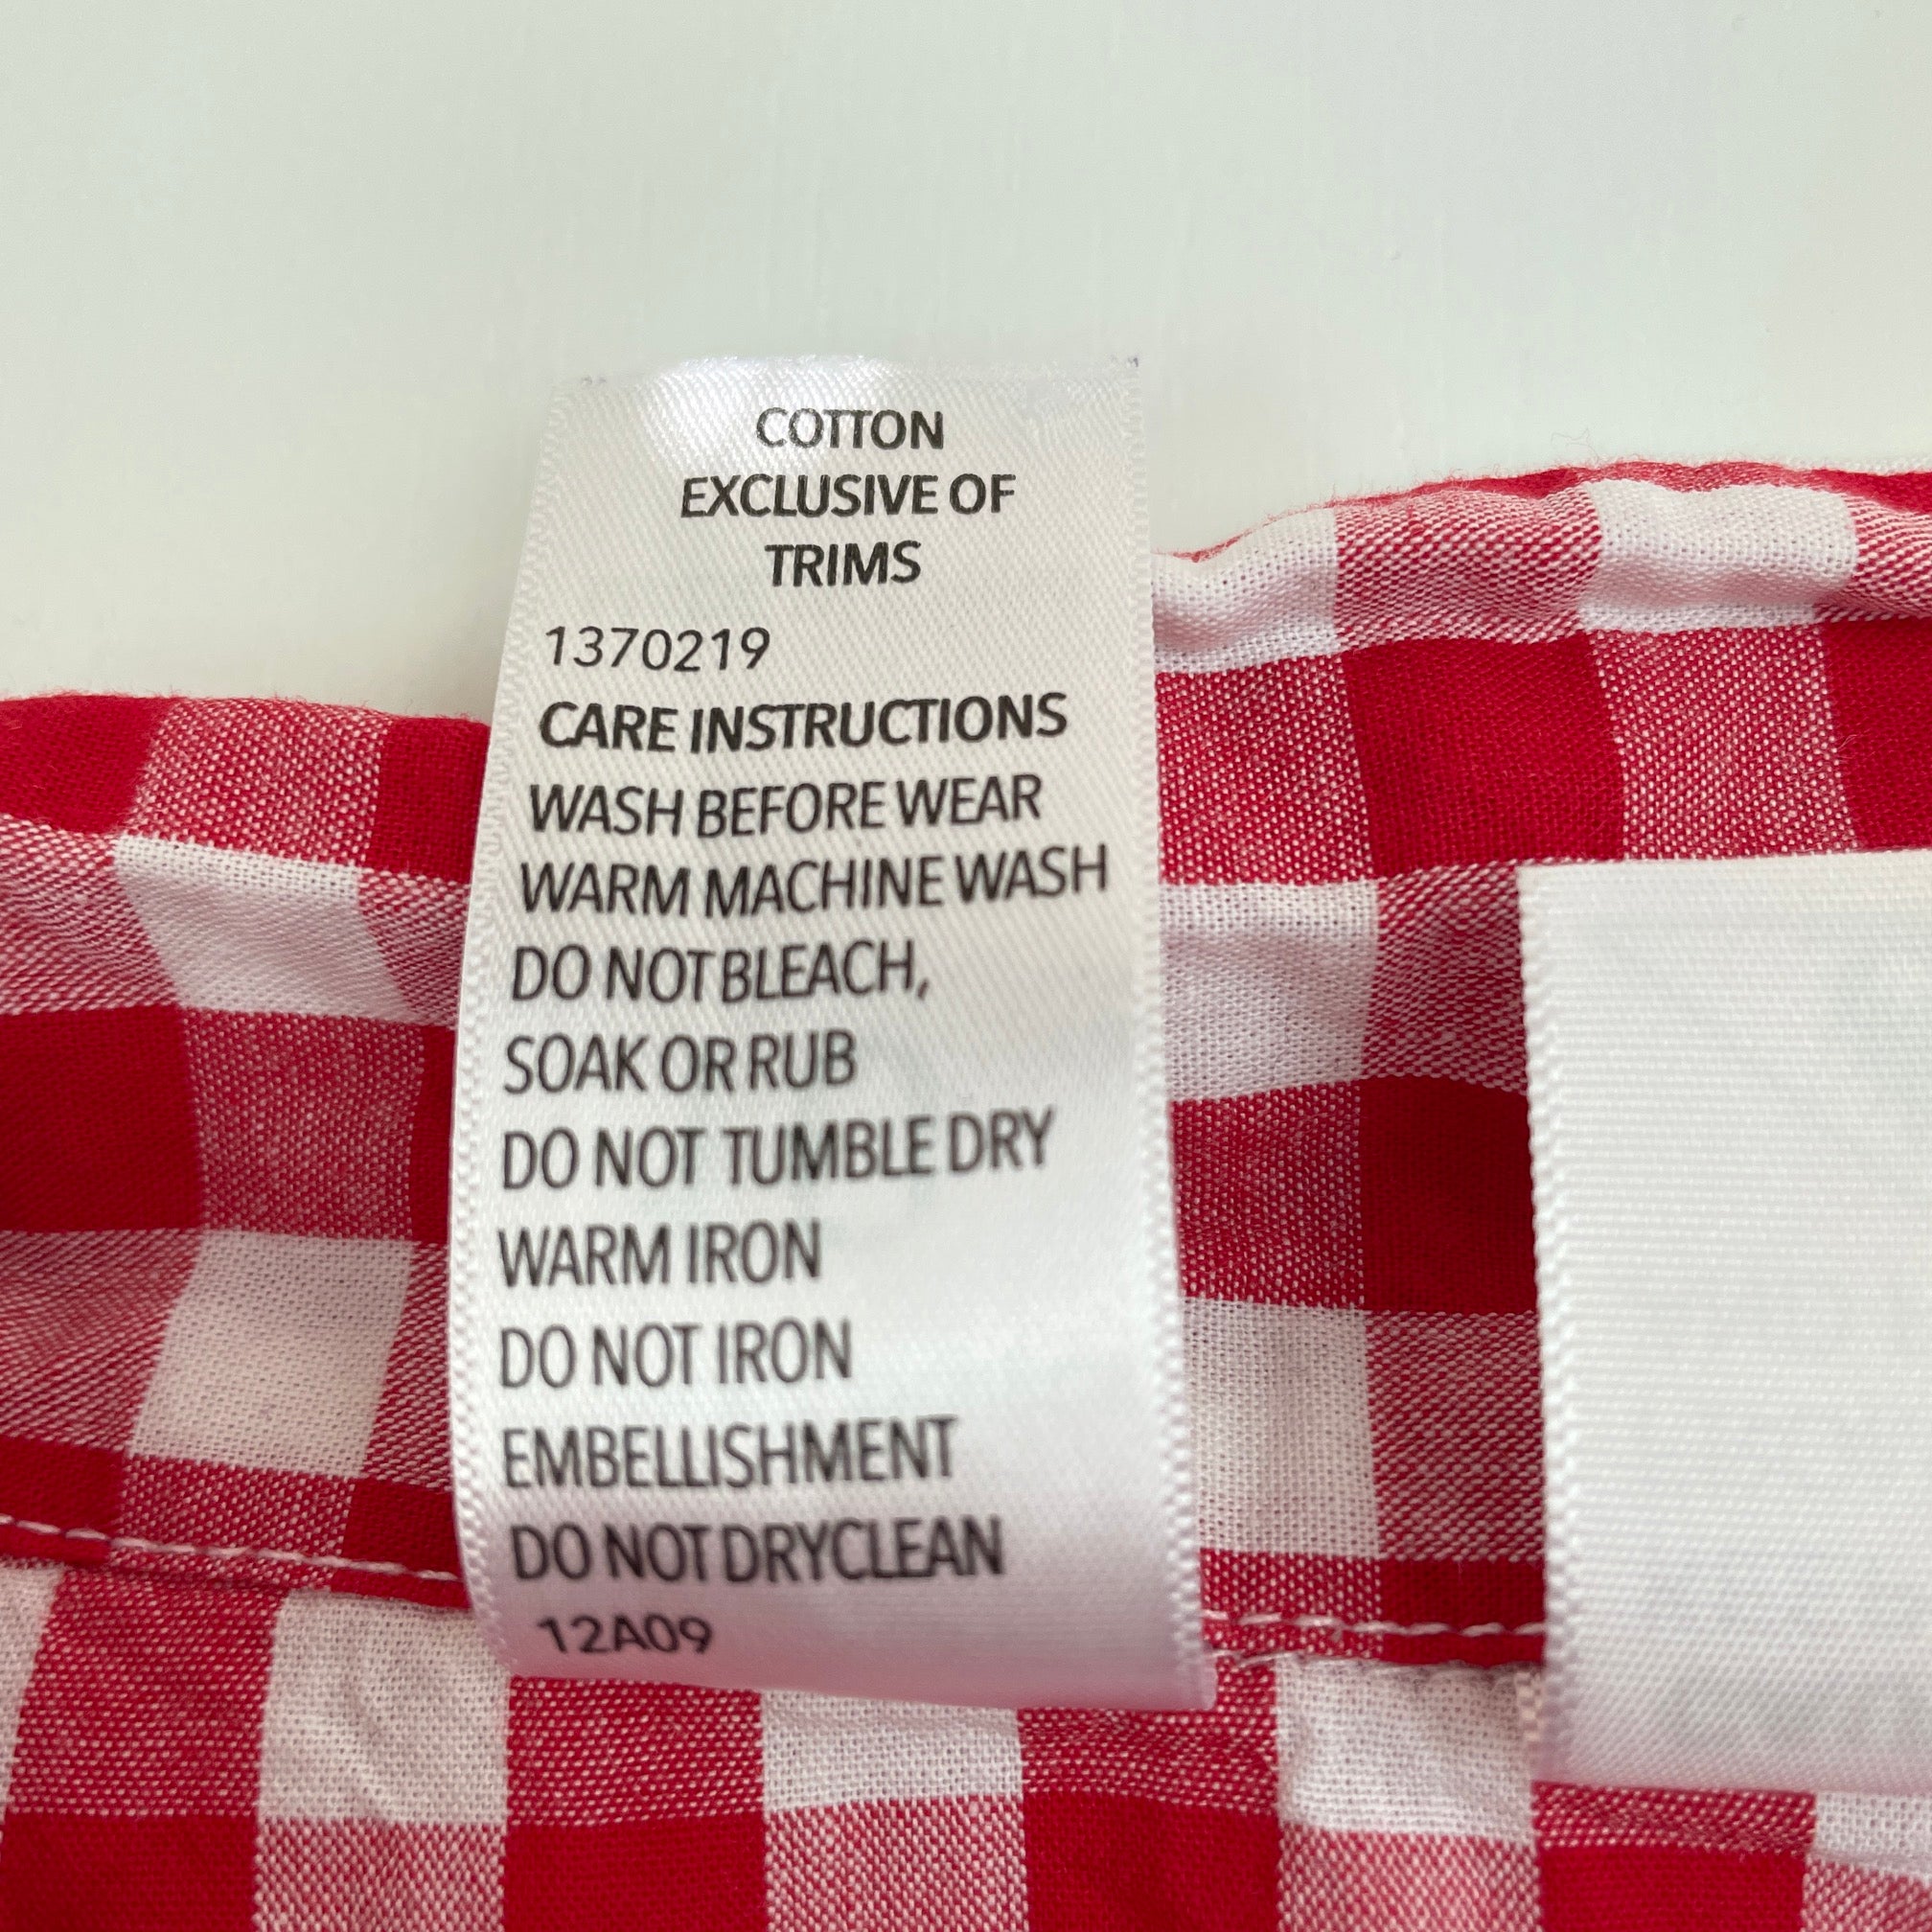 COTTON
EXCLUSIVE OF
TRIMS
1370219
CARE INSTRUCTIONS
WASH BEFORE WEAR
WARM MACHINE WASH
DO NOT BLEACH,
SOAK OR RUB
DO NOT TUMBLE DRY
WARM IRON
DO NOT IRON
EMBELLISHMENT
DO NOT DRYCLEAN
12A09